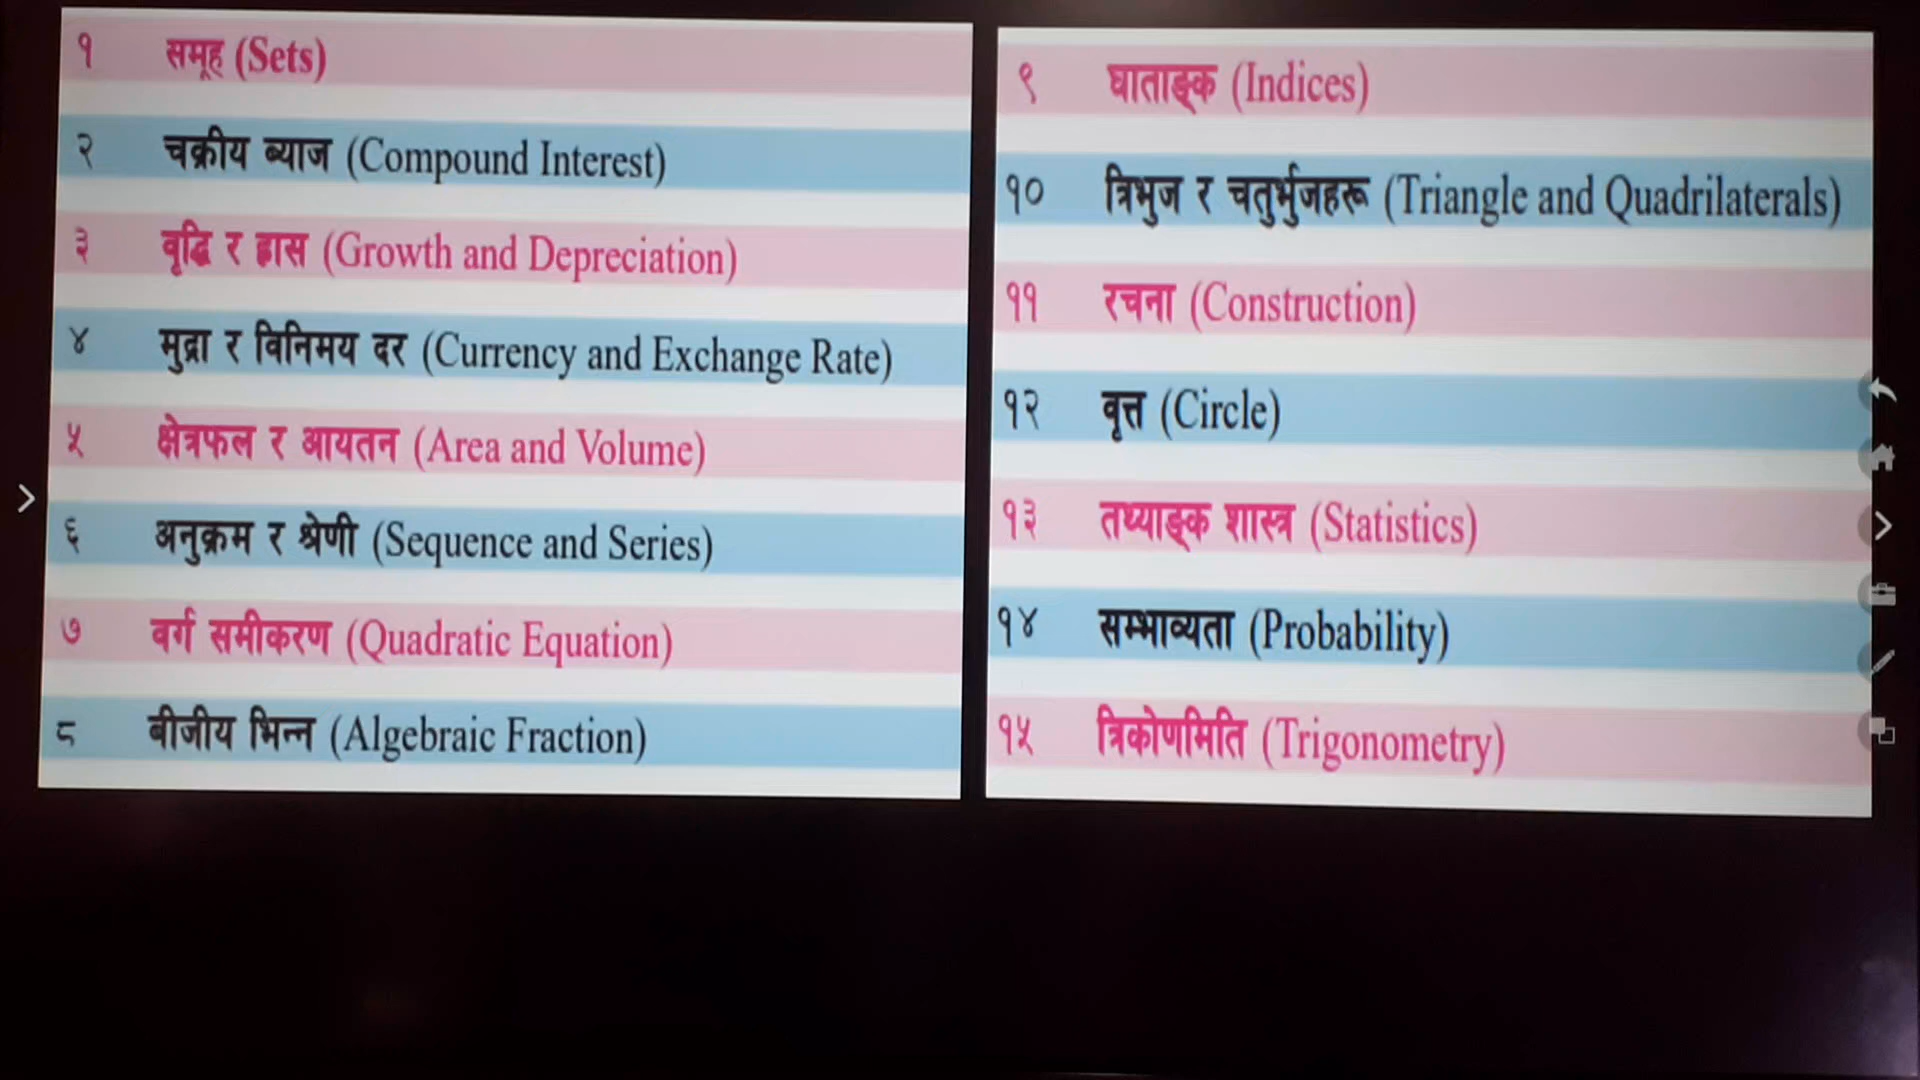 १ समूह (Sets)
२ चक्रीय ब्याज (Compound Interest)
३ वृद्धि र ह्रास (Growth and Depreciation)
४ मुद्रा र विनिमय दर (Currency and Exchange Rate)
५ क्षेत्रफल र आयतन (Area and Volume)
६ अनुक्रम र श्रेणी (Sequence and Series)
७ वर्ग समीकरण (Quadratic Equation)
८ बीजीय भिन्न (Algebraic Fraction)
९ घाताङ्क (Indices)
१० त्रिभुज र चतुर्भुजहरू (Triangle and Quadrilaterals)
११ रचना (Construction)
१२ वृत्त (Circle)
१३ तथ्याङ्क शास्त्र (Statistics)
१४ सम्भाव्यता (Probability)
१५ त्रिकोणमिति (Trigonometry)